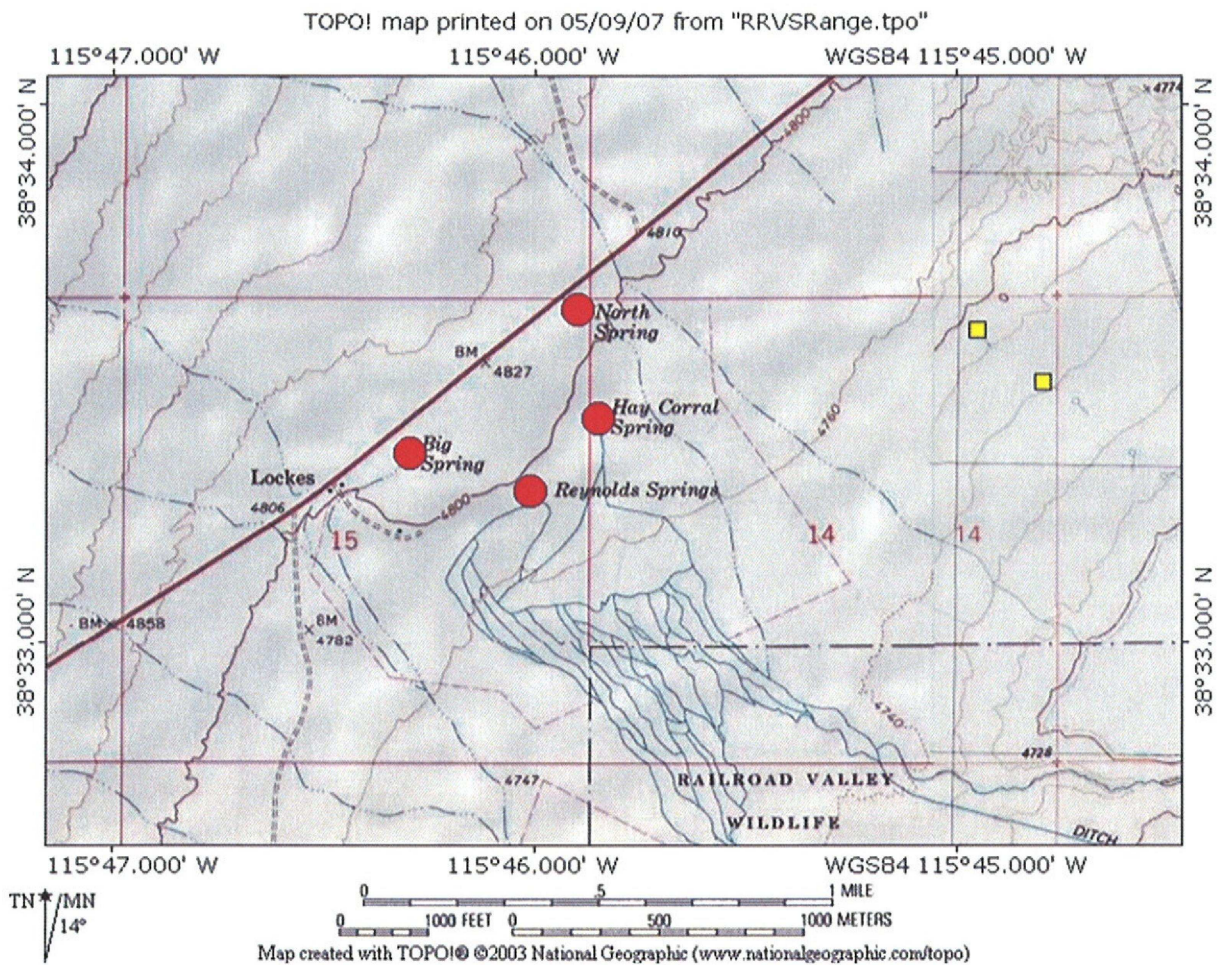 TOPO! map printed on 05/09/07 from "RRVSRange.tpo"
115°47.000' W
115°46.000' W
WGS84 115°45.000' W
38°34.000' N
38°34.000' N
4774
4800
4810
North
Spring
BM
4827
Hay Corral
Spring
4760
Big
Spring
Lockes
4800
Reynolds Springs
4806
15
14
14
BM
4858
BM
4782
38°33.000' N
38°33.000' N
4740
4728
4747
RAILROAD VALLEY
WILDLIFE
DITCH
115°47.000' W
115°46.000' W
WGS84 115°45.000' W
TN
MN
14°
0
.5
1 MILE
0
1000 FEET
0
500
1000 METERS
Map created with TOPO!® ©2003 National Geographic (www.nationalgeographic.com/topo)